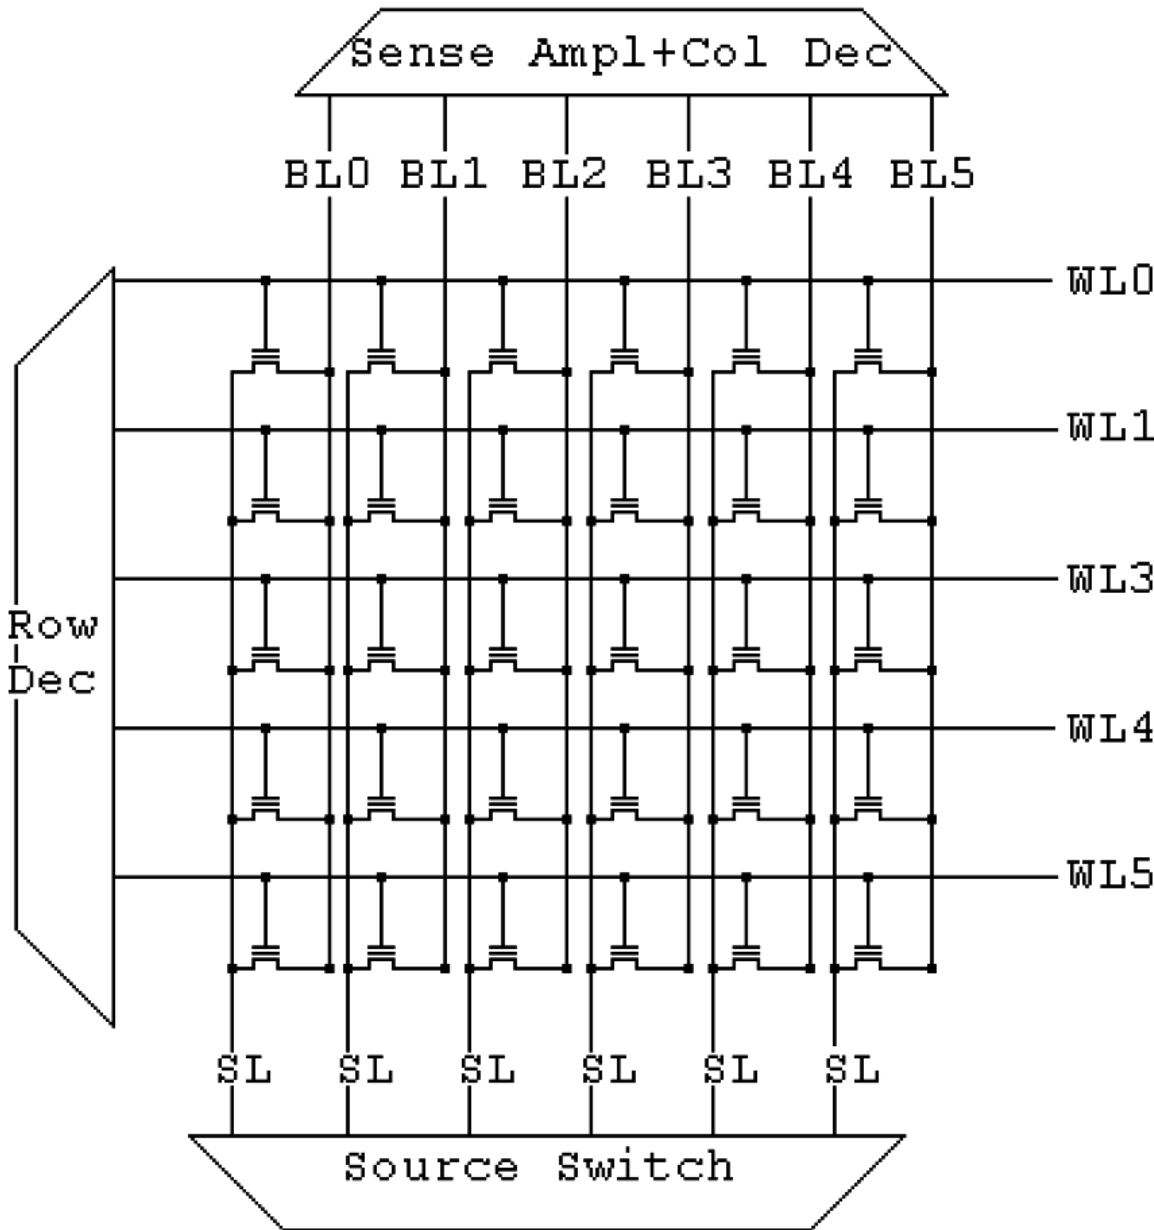 Sense Ampl+Col Dec
BL0 BL1 BL2 BL3 BL4 BL5
WL0
WL1
WL3
Row
Dec
WL4
WL5
SL SL SL SL SL SL
Source Switch